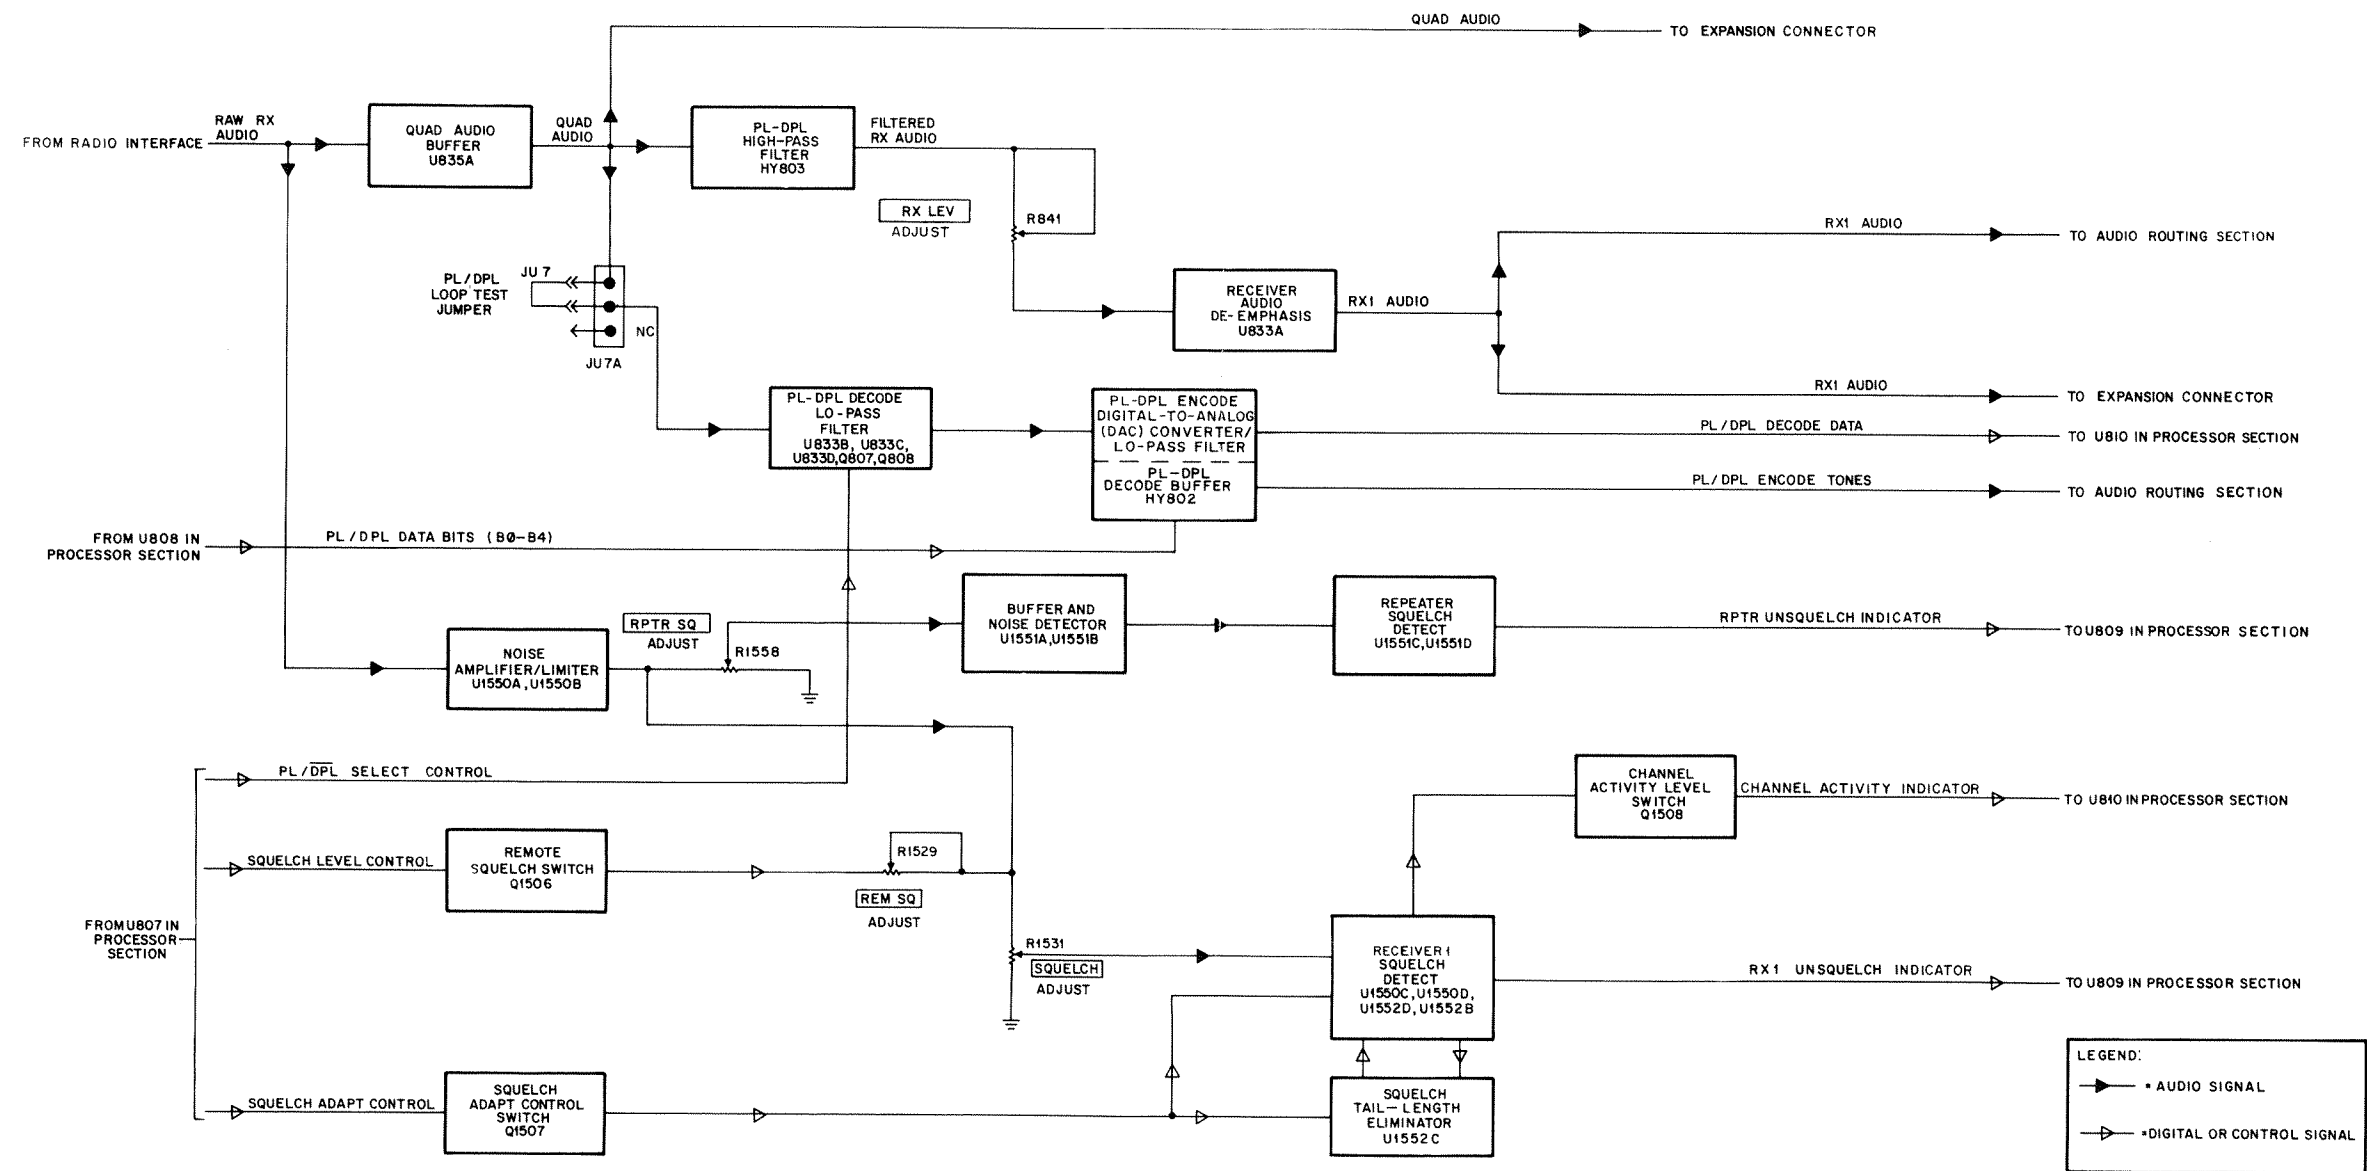 QUAD AUDIO
TO EXPANSION CONNECTOR
FROM RADIO INTERFACE
RAW RX
AUDIO
QUAD AUDIO
BUFFER
U835A
QUAD
AUDIO
PL-DPL
HIGH-PASS
FILTER
HY803
FILTERED
RX AUDIO
RX LEV
ADJUST
R841
PL/DPL
LOOP TEST
JUMPER
JU 7
NC
JU7A
RECEIVER
AUDIO
DE-EMPHASIS
U833A
RX1 AUDIO
RX1 AUDIO
TO AUDIO ROUTING SECTION
RX1 AUDIO
TO EXPANSION CONNECTOR
PL-DPL DECODE
LO-PASS
FILTER
U833B, U833C,
U833D,Q807,Q808
PL-DPL ENCODE
DIGITAL-TO-ANALOG
(DAC) CONVERTER/
LO-PASS FILTER
PL-DPL
DECODE BUFFER
HY802
PL/DPL DECODE DATA
TO U810 IN PROCESSOR SECTION
PL/DPL ENCODE TONES
TO AUDIO ROUTING SECTION
FROM U808 IN
PROCESSOR SECTION
PL/DPL DATA BITS (BØ-B4)
NOISE
AMPLIFIER/LIMITER
U1550A,U1550B
RPTR SQ
ADJUST
R1558
BUFFER AND
NOISE DETECTOR
U1551A,U1551B
REPEATER
SQUELCH
DETECT
U1551C,U1551D
RPTR UNSQUELCH INDICATOR
TO U809 IN PROCESSOR SECTION
PL/D̅P̅L̅ SELECT CONTROL
SQUELCH LEVEL CONTROL
REMOTE
SQUELCH SWITCH
Q1506
R1529
REM SQ
ADJUST
FROM U807 IN
PROCESSOR
SECTION
R1531
SQUELCH
ADJUST
CHANNEL
ACTIVITY LEVEL
SWITCH
Q1508
CHANNEL ACTIVITY INDICATOR
TO U810 IN PROCESSOR SECTION
RECEIVER 1
SQUELCH
DETECT
U1550C,U1550D,
U1552D,U1552B
RX1 UNSQUELCH INDICATOR
TO U809 IN PROCESSOR SECTION
SQUELCH ADAPT CONTROL
SQUELCH
ADAPT CONTROL
SWITCH
Q1507
SQUELCH
TAIL-LENGTH
ELIMINATOR
U1552C
LEGEND:
= AUDIO SIGNAL
=DIGITAL OR CONTROL SIGNAL